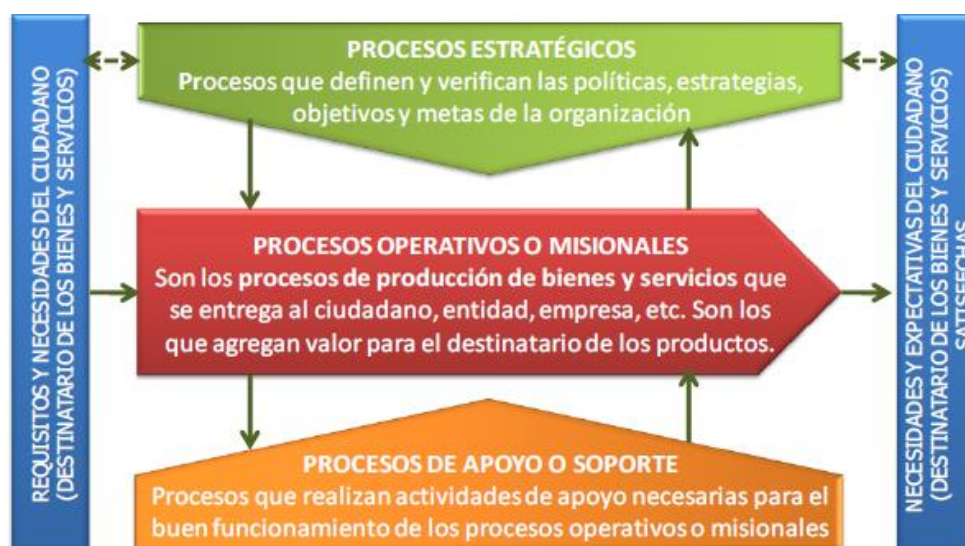 REQUISITOS Y NECESIDADES DEL CIUDADANO
(DESTINATARIO DE LOS BIENES Y SERVICIOS)
PROCESOS ESTRATÉGICOS
Procesos que definen y verifican las políticas, estrategias,
objetivos y metas de la organización
PROCESOS OPERATIVOS O MISIONALES
Son los procesos de producción de bienes y servicios que
se entrega al ciudadano, entidad, empresa, etc. Son los
que agregan valor para el destinatario de los productos.
PROCESOS DE APOYO O SOPORTE
Procesos que realizan actividades de apoyo necesarias para el
buen funcionamiento de los procesos operativos o misionales
NECESIDADES Y EXPECTATIVAS DEL CIUDADANO
(DESTINATARIO DE LOS BIENES Y SERVICIOS)
SATISFECHAS